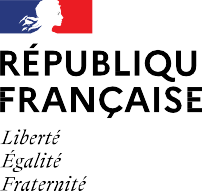 RÉPUBLIQU
FRANÇAISE
Liberté
Égalité
Fraternité